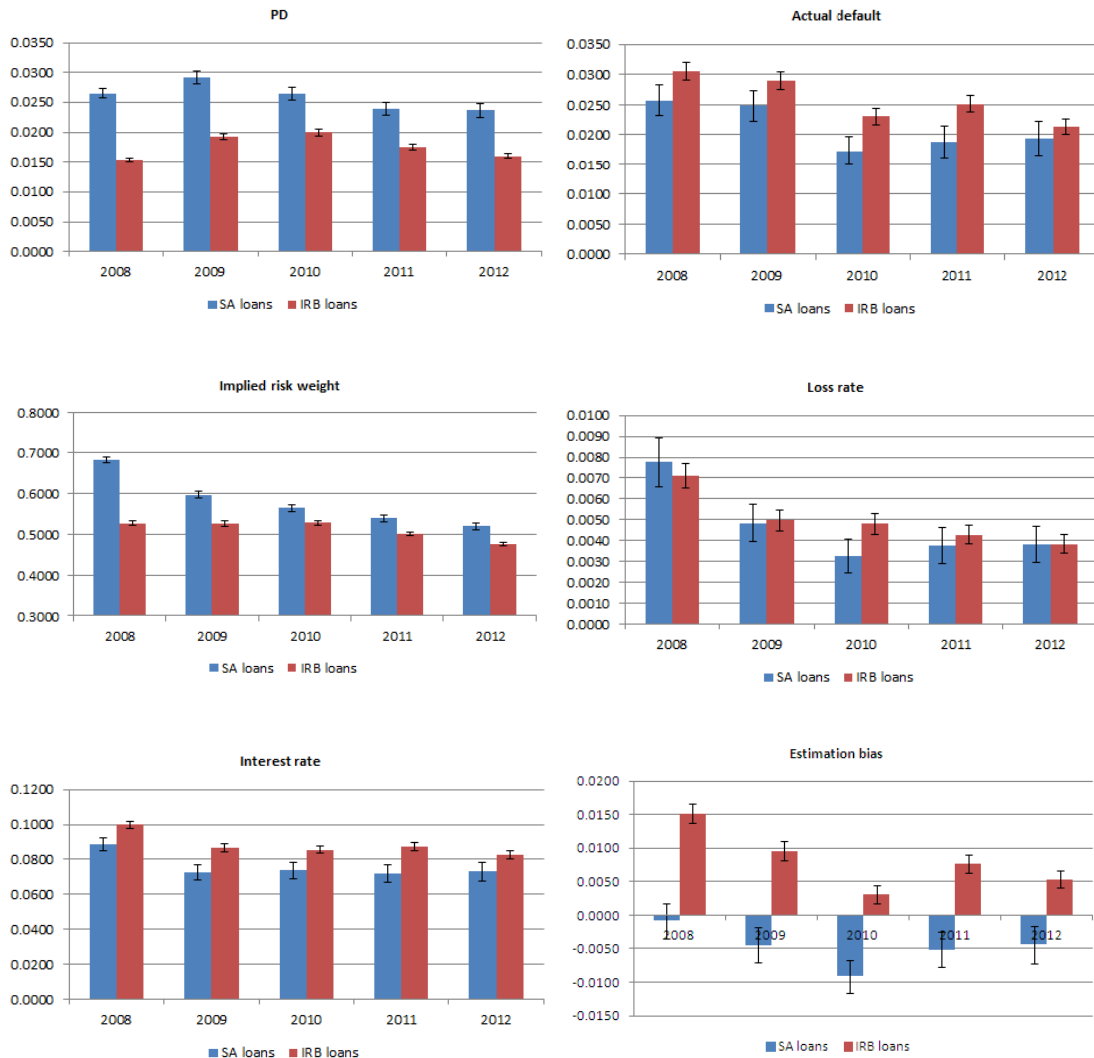 PD
0.0350
0.0300
0.0250
0.0200
0.0150
0.0100
0.0050
0.0000
2008 2009 2010 2011 2012
SA loans IRB loans
Actual default
0.0350
0.0300
0.0250
0.0200
0.0150
0.0100
0.0050
0.0000
2008 2009 2010 2011 2012
SA loans IRB loans
Implied risk weight
0.8000
0.7000
0.6000
0.5000
0.4000
0.3000
2008 2009 2010 2011 2012
SA loans IRB loans
Loss rate
0.0100
0.0090
0.0080
0.0070
0.0060
0.0050
0.0040
0.0030
0.0020
0.0010
0.0000
2008 2009 2010 2011 2012
SA loans IRB loans
Interest rate
0.1200
0.1000
0.0800
0.0600
0.0400
0.0200
0.0000
2008 2009 2010 2011 2012
SA loans IRB loans
Estimation bias
0.0200
0.0150
0.0100
0.0050
0.0000
-0.0050
-0.0100
-0.0150
2008 2009 2010 2011 2012
SA loans IRB loans